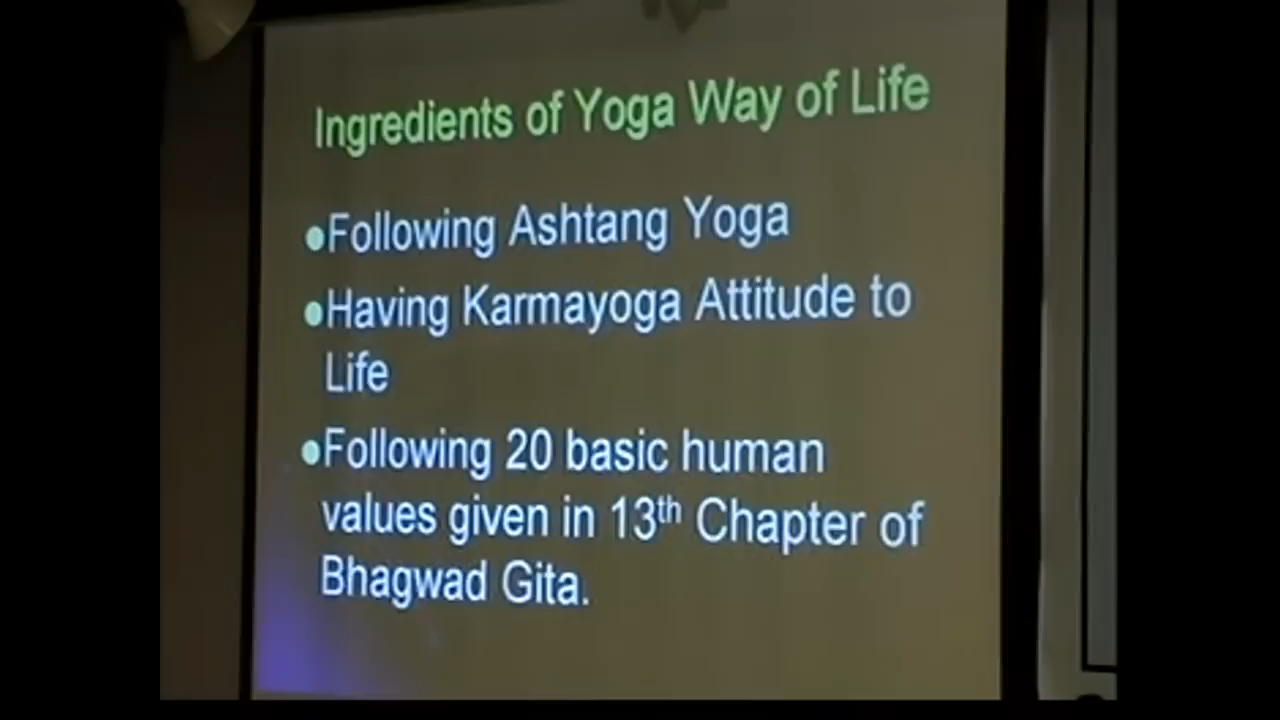 Ingredients of Yoga Way of Life
•Following Ashtang Yoga
•Having Karmayoga Attitude to
Life
•Following 20 basic human
values given in 13th Chapter of
Bhagwad Gita.